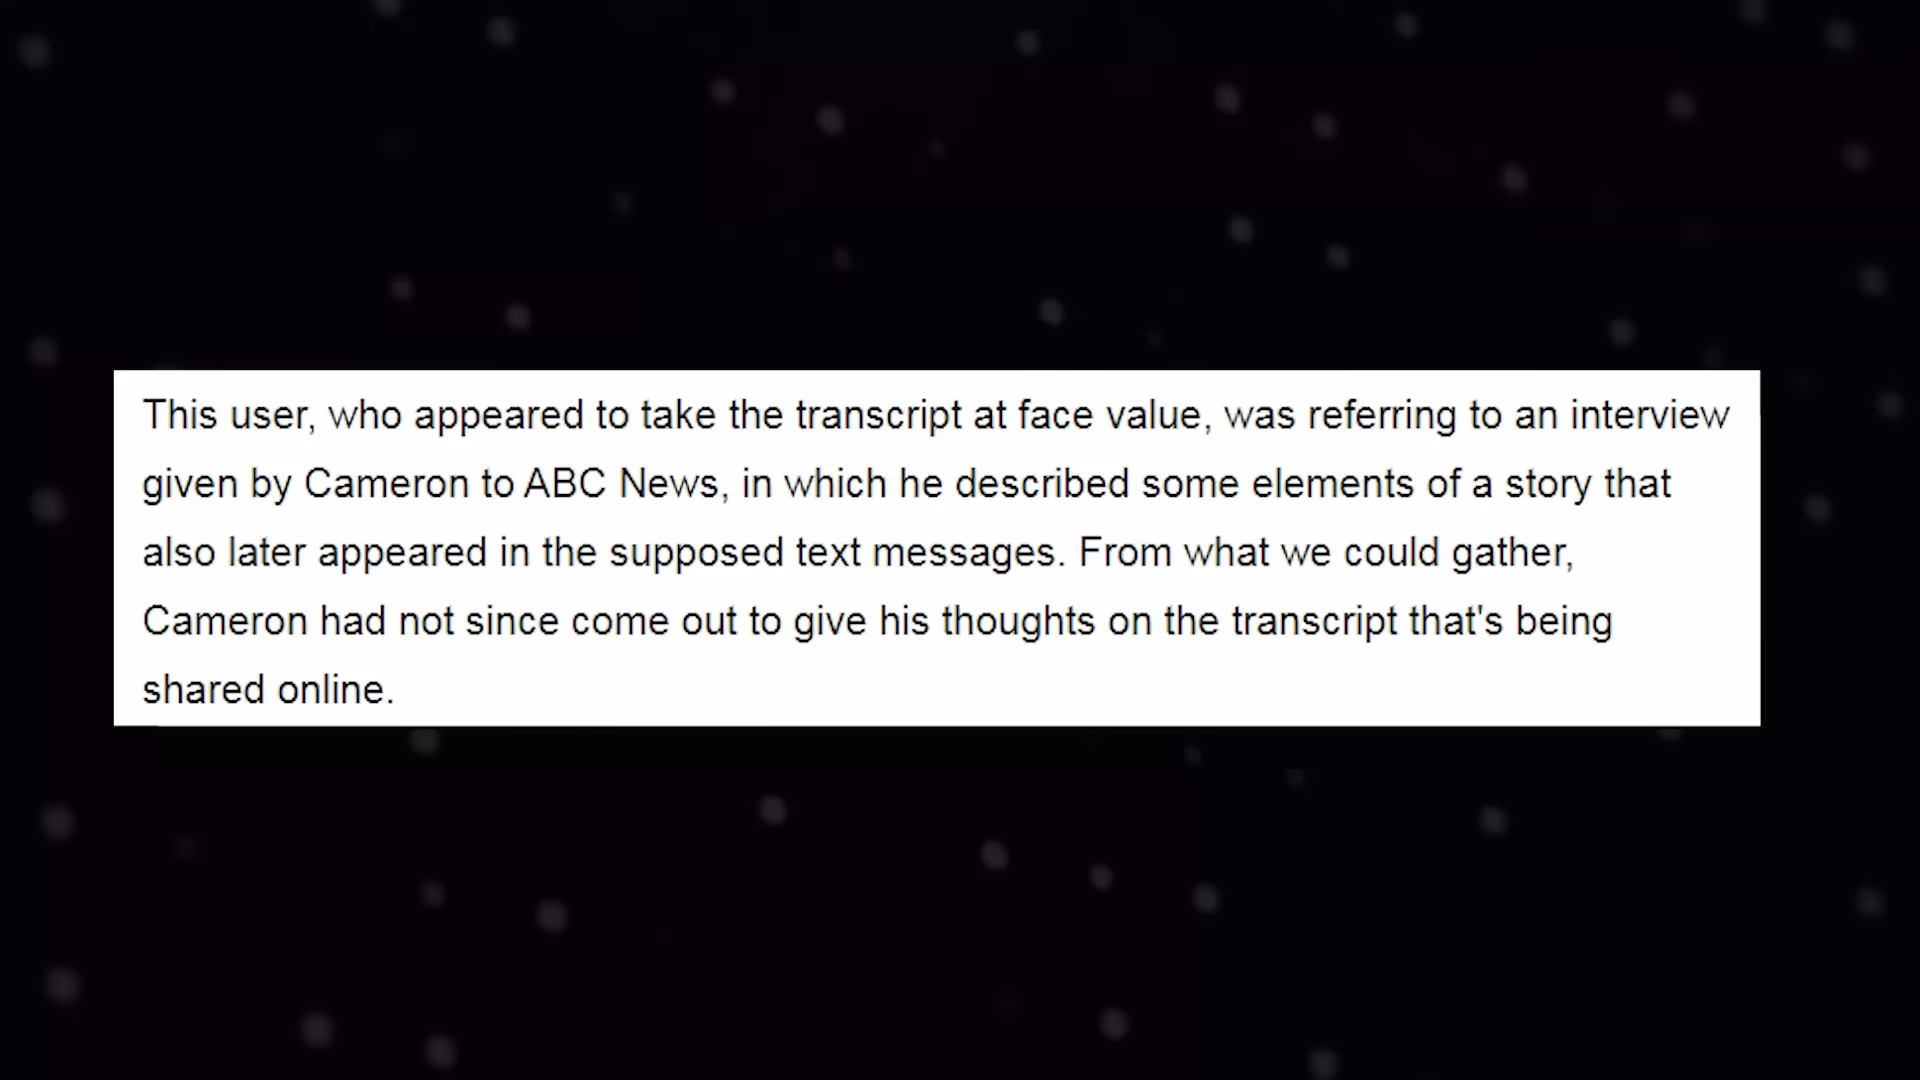 This user, who appeared to take the transcript at face value, was referring to an interview
given by Cameron to ABC News, in which he described some elements of a story that
also later appeared in the supposed text messages. From what we could gather,
Cameron had not since come out to give his thoughts on the transcript that's being
shared online.